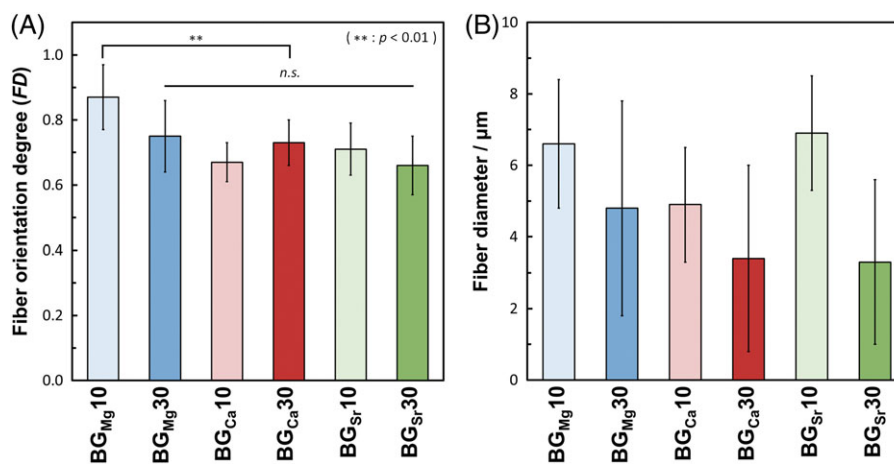 (A)
**
( ** : p < 0.01 )
n.s.
Fiber orientation degree (FD)
1.0
0.8
0.6
0.4
0.2
0.0
BGMg10
BGMg30
BGCa10
BGCa30
BGSr10
BGSr30
(B)
Fiber diameter / µm
10
8
6
4
2
0
BGMg10
BGMg30
BGCa10
BGCa30
BGSr10
BGSr30